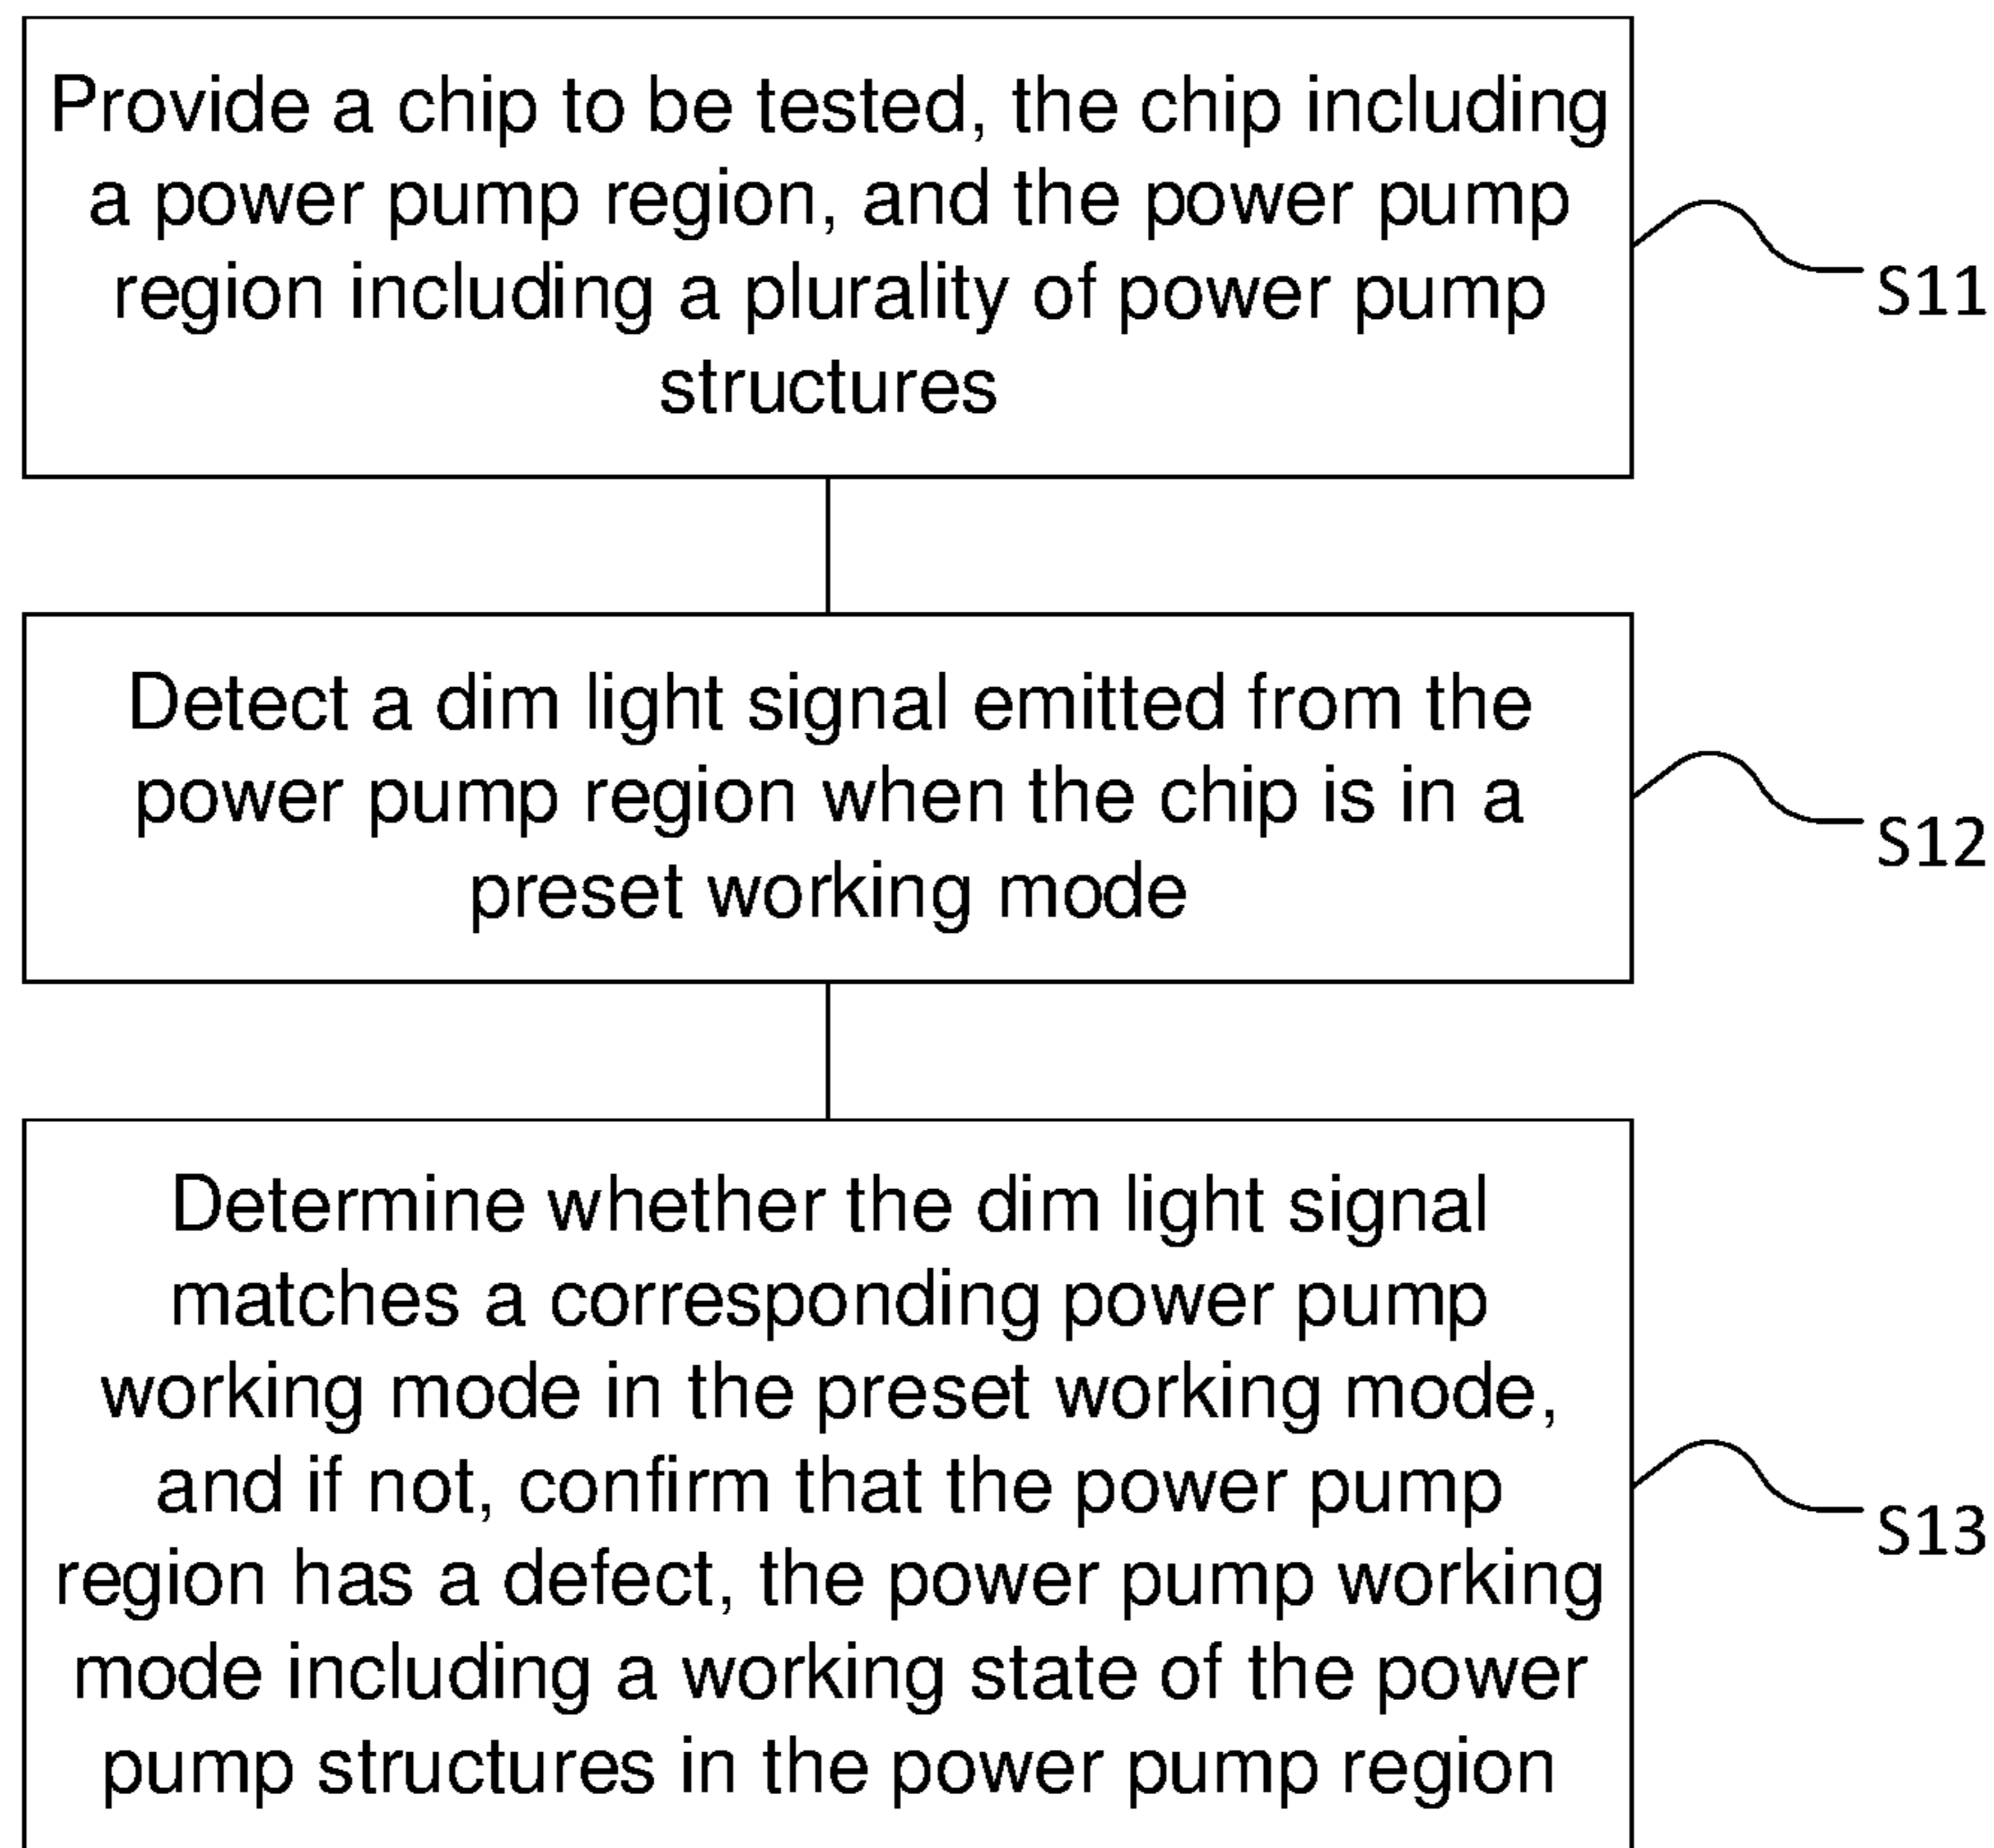 Provide a chip to be tested, the chip including
a power pump region, and the power pump
region including a plurality of power pump
structures
S11
Detect a dim light signal emitted from the
power pump region when the chip is in a
preset working mode
S12
Determine whether the dim light signal
matches a corresponding power pump
working mode in the preset working mode,
and if not, confirm that the power pump
region has a defect, the power pump working
mode including a working state of the power
pump structures in the power pump region
S13